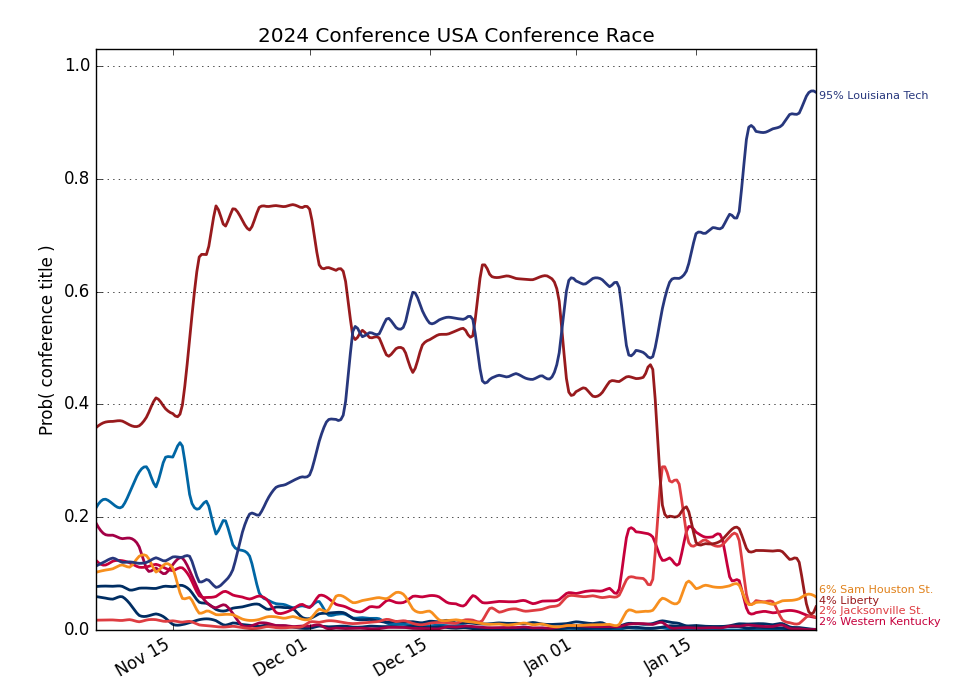 2024 Conference USA Conference Race
Prob( conference title )
1.0
0.8
0.6
0.4
0.2
0.0
95% Louisiana Tech
6% Sam Houston St.
4% Liberty
2% Jacksonville St.
2% Western Kentucky
Nov 15
Dec 01
Dec 15
Jan 01
Jan 15